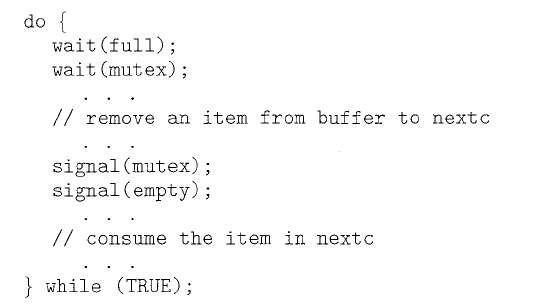 do {
wait(full);
wait(mutex);
. . .
// remove an item from buffer to nextc
. . .
signal(mutex);
signal(empty);
. . .
// consume the item in nextc
. . .
} while (TRUE);